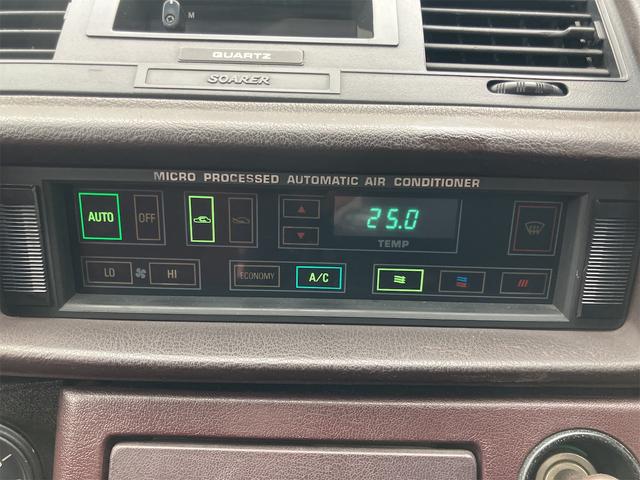 M
QUARTZ
SOARER
MICRO PROCESSED AUTOMATIC AIR CONDITIONER
AUTO OFF 25.0
TEMP
LO HI ECONOMY A/C